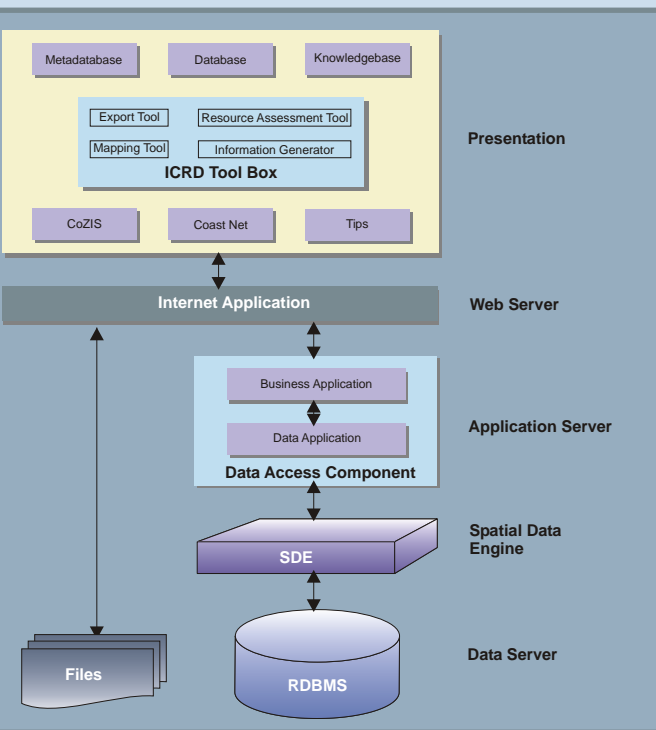 Metadatabase
Database
Knowledgebase
Export Tool
Resource Assessment Tool
Mapping Tool
Information Generator
ICRD Tool Box
Presentation
CoZIS
Coast Net
Tips
Internet Application
Web Server
Business Application
Data Application
Data Access Component
Application Server
SDE
Spatial Data
Engine
Files
RDBMS
Data Server